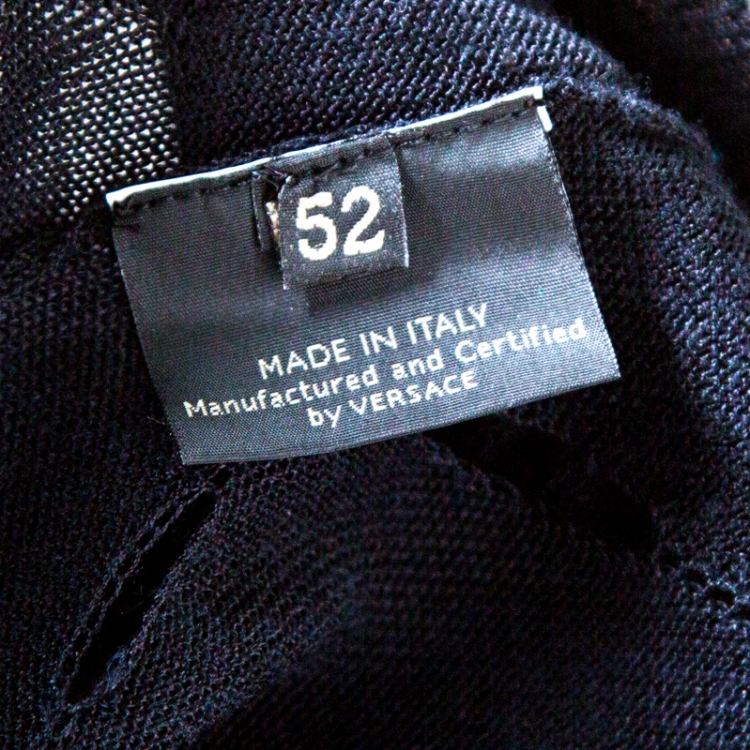 52
MADE IN ITALY
Manufactured and Certified
by VERSACE